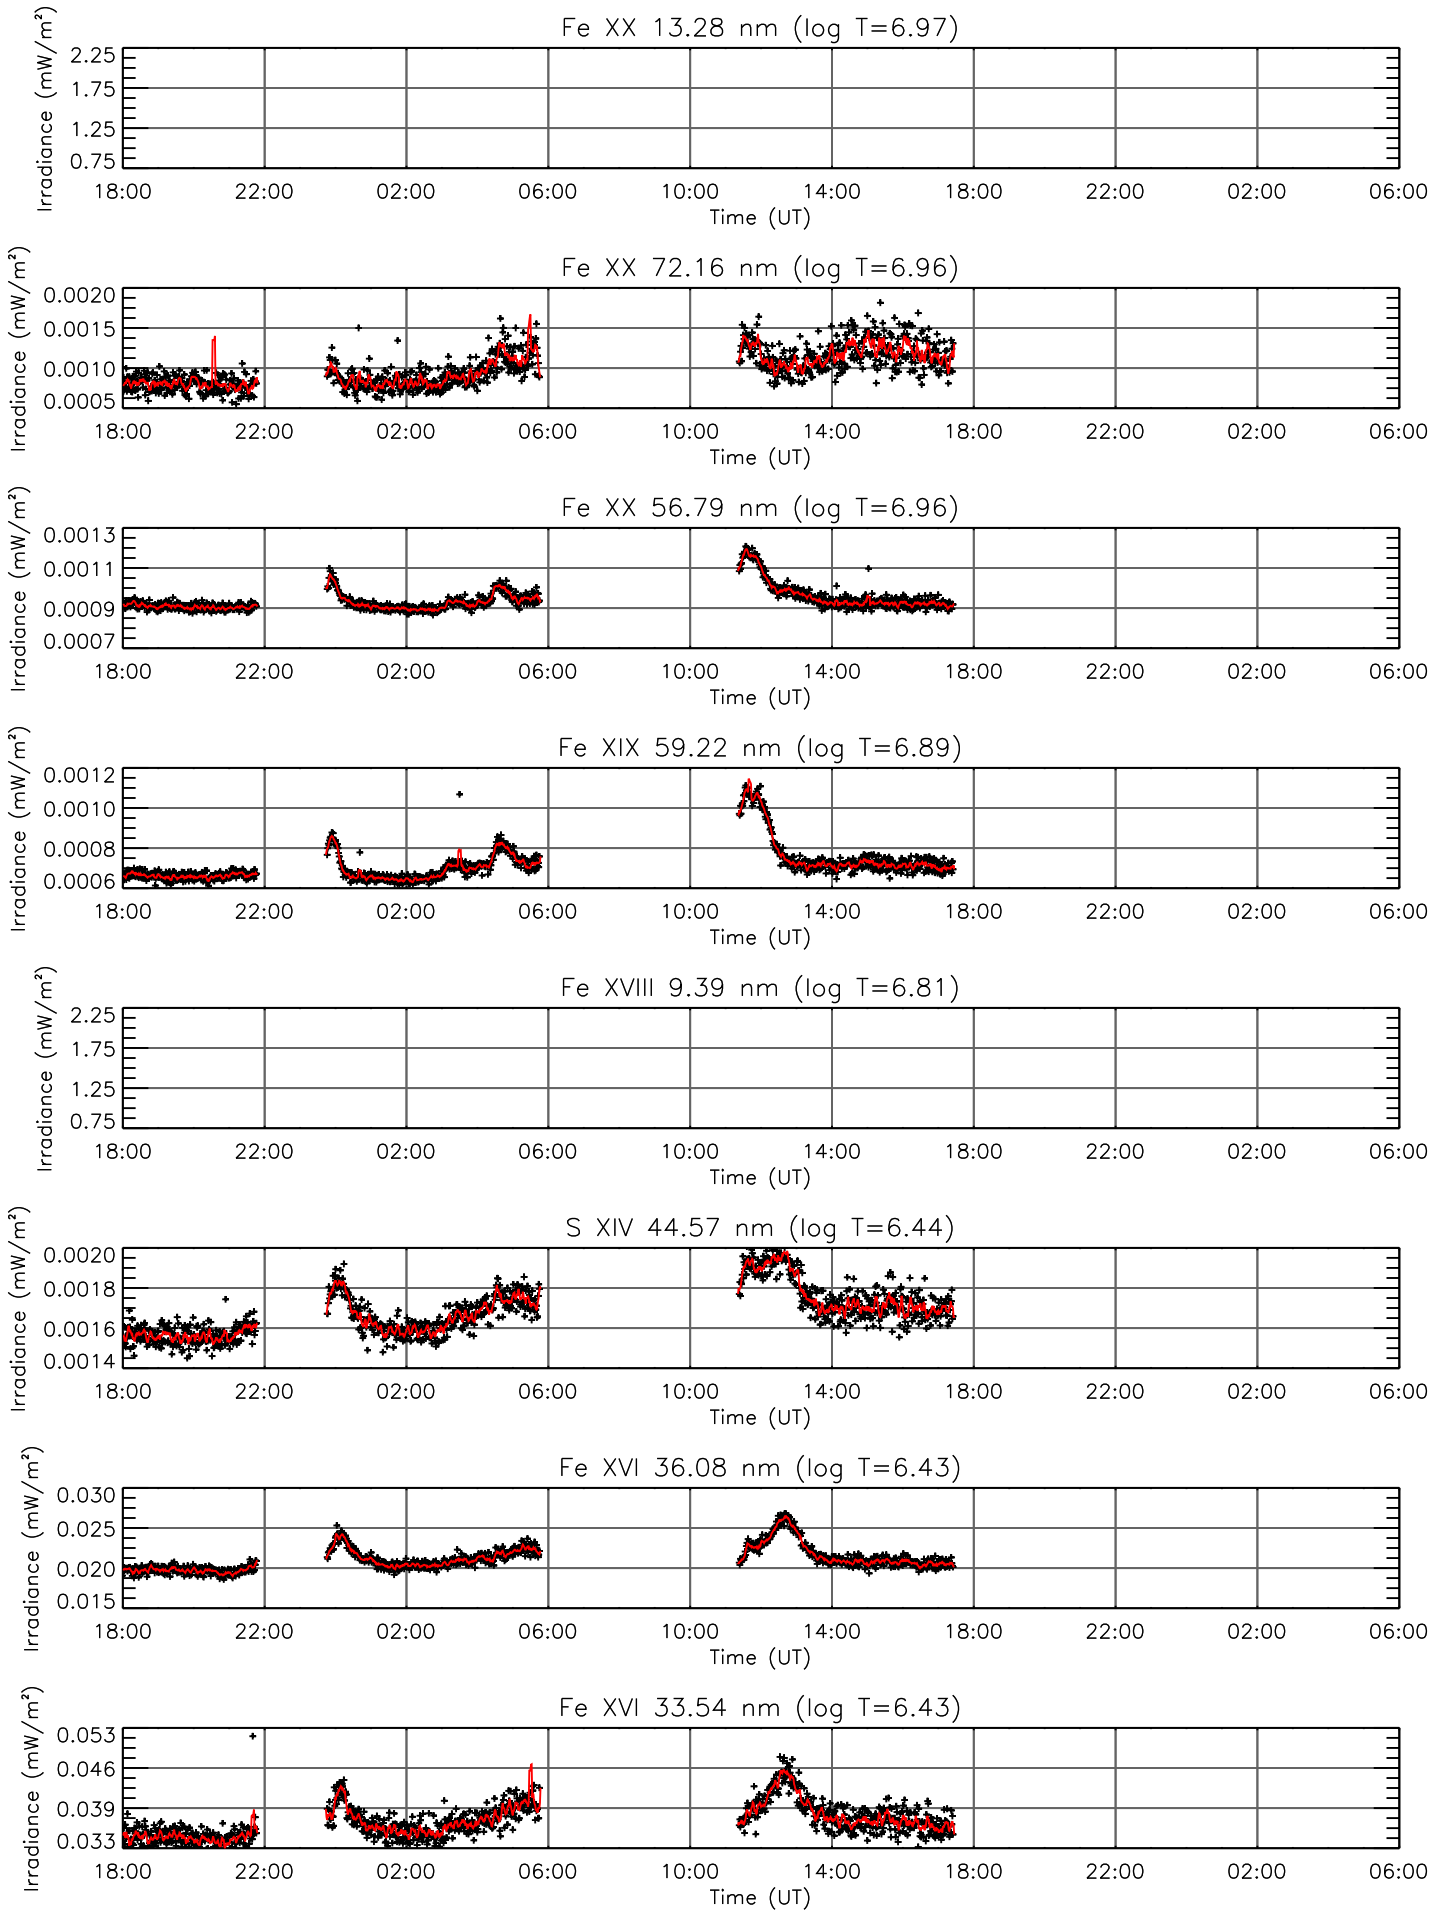 Fe XX 13.28 nm (log T=6.97)
Irradiance (mW/m²)
2.25
1.75
1.25
0.75
18:00 22:00 02:00 06:00 10:00 14:00 18:00 22:00 02:00 06:00
Time (UT)
Fe XX 72.16 nm (log T=6.96)
Irradiance (mW/m²)
0.0020
0.0015
0.0010
0.0005
18:00 22:00 02:00 06:00 10:00 14:00 18:00 22:00 02:00 06:00
Time (UT)
Fe XX 56.79 nm (log T=6.96)
Irradiance (mW/m²)
0.0013
0.0011
0.0009
0.0007
18:00 22:00 02:00 06:00 10:00 14:00 18:00 22:00 02:00 06:00
Time (UT)
Fe XIX 59.22 nm (log T=6.89)
Irradiance (mW/m²)
0.0012
0.0010
0.0008
0.0006
18:00 22:00 02:00 06:00 10:00 14:00 18:00 22:00 02:00 06:00
Time (UT)
Fe XVIII 9.39 nm (log T=6.81)
Irradiance (mW/m²)
2.25
1.75
1.25
0.75
18:00 22:00 02:00 06:00 10:00 14:00 18:00 22:00 02:00 06:00
Time (UT)
S XIV 44.57 nm (log T=6.44)
Irradiance (mW/m²)
0.0020
0.0018
0.0016
0.0014
18:00 22:00 02:00 06:00 10:00 14:00 18:00 22:00 02:00 06:00
Time (UT)
Fe XVI 36.08 nm (log T=6.43)
Irradiance (mW/m²)
0.030
0.025
0.020
0.015
18:00 22:00 02:00 06:00 10:00 14:00 18:00 22:00 02:00 06:00
Time (UT)
Fe XVI 33.54 nm (log T=6.43)
Irradiance (mW/m²)
0.053
0.046
0.039
0.033
18:00 22:00 02:00 06:00 10:00 14:00 18:00 22:00 02:00 06:00
Time (UT)